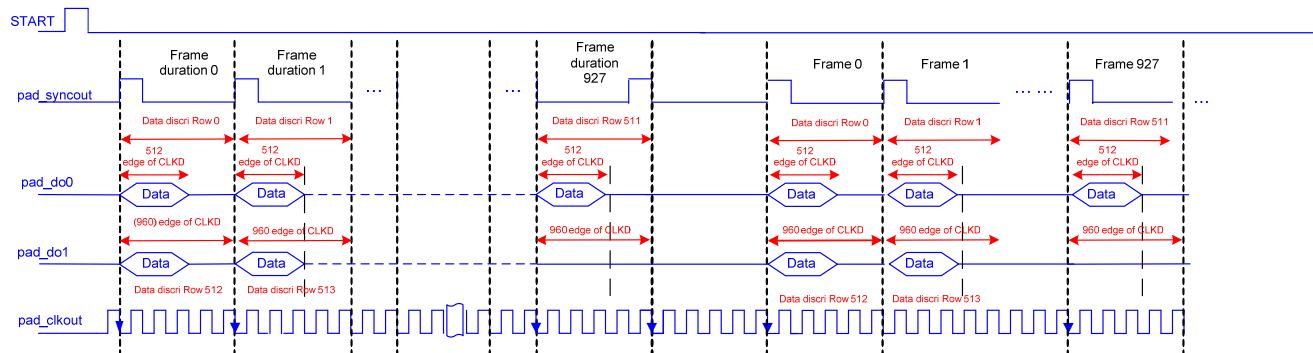 START
Frame
duration 0
Frame
duration 1
Frame
duration
927
Frame 0
Frame 1
Frame 927
pad_syncout
...
...
... ...
...
Data discri Row 0
Data discri Row 1
Data discri Row 511
Data discri Row 0
Data discri Row 1
Data discri Row 511
512
edge of CLKD
512
edge of CLKD
512
edge of CLKD
512
edge of CLKD
512
edge of CLKD
512
edge of CLKD
pad_do0
Data
Data
Data
Data
Data
Data
(960) edge of CLKD
960 edge of CLKD
960 edge of CLKD
960 edge of CLKD
960 edge of CLKD
960 edge of CLKD
pad_do1
Data
Data
Data
Data
Data discri Row 512
Data discri Row 513
Data discri Row 512
Data discri Row 513
pad_clkout